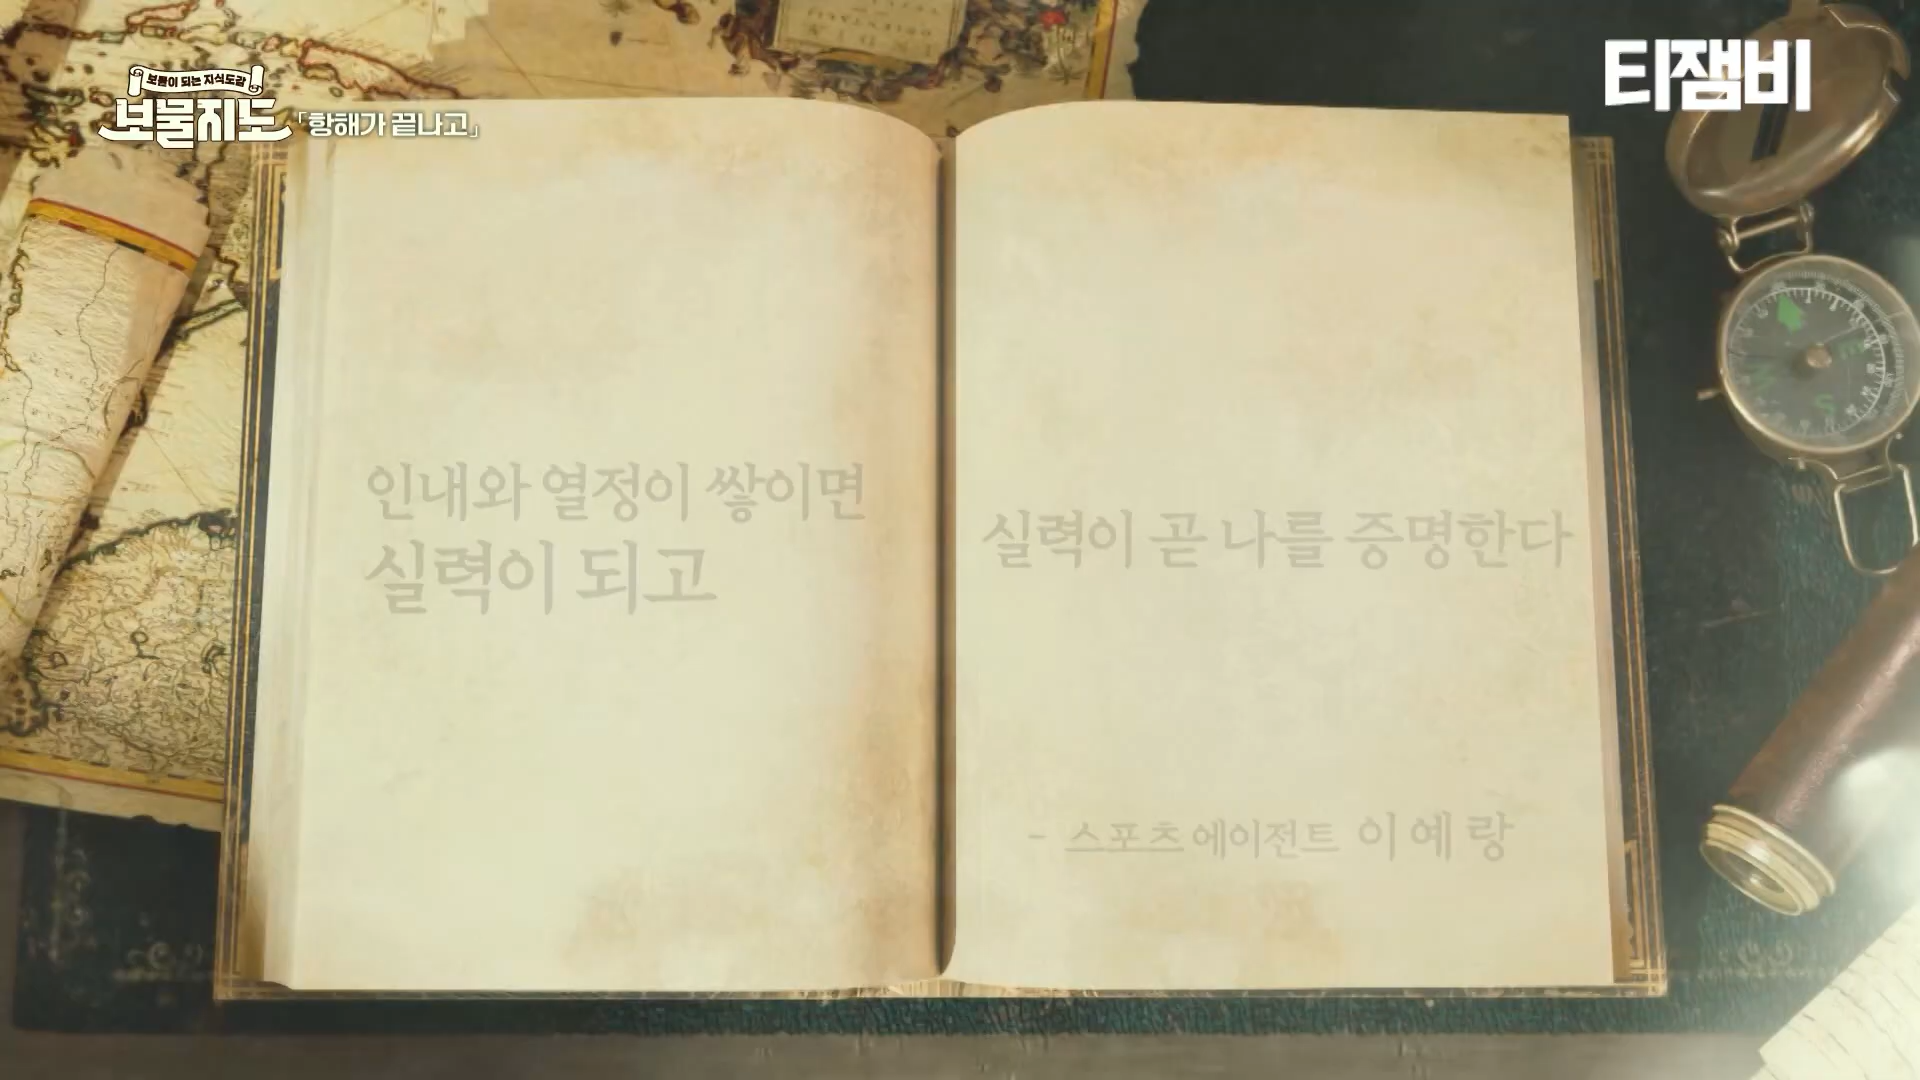 보물이 되는 지식도감
보물지도
「항해가 끝나고」
티잼비
인내와 열정이 쌓이면
실력이 되고
실력이 곧 나를 증명한다
- 스포츠 에이전트 이예랑